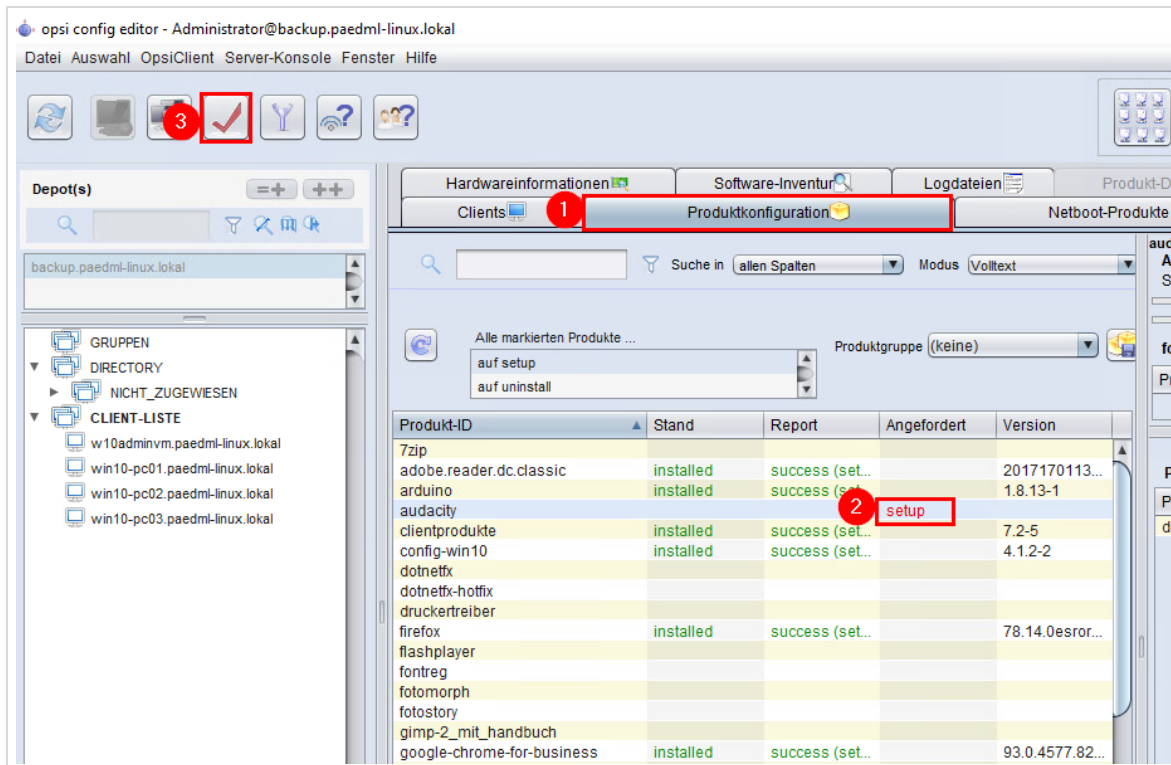 opsi config editor - Administrator@backup.paedml-linux.lokal
Datei Auswahl OpsiClient Server-Konsole Fenster Hilfe
3
Depot(s)
backup.paedml-linux.lokal
GRUPPEN
DIRECTORY
NICHT_ZUGEWIESEN
CLIENT-LISTE
w10adminvm.paedml-linux.lokal
win10-pc01.paedml-linux.lokal
win10-pc02.paedml-linux.lokal
win10-pc03.paedml-linux.lokal
Hardwareinformationen Software-Inventur Logdateien Produkt-D
Clients 1 Produktkonfiguration Netboot-Produkte
Suche in allen Spalten Modus Volltext
Alle markierten Produkte ...
auf setup
auf uninstall
Produktgruppe (keine)
Produkt-ID Stand Report Angefordert Version
7zip
adobe.reader.dc.classic installed success (set... 2017170113...
arduino installed success (set... 1.8.13-1
audacity 2 setup
clientprodukte installed success (set... 7.2-5
config-win10 installed success (set... 4.1.2-2
dotnetfx
dotnetfx-hotfix
druckertreiber
firefox installed success (set... 78.14.0esror...
flashplayer
fontreg
fotomorph
fotostory
gimp-2_mit_handbuch
google-chrome-for-business installed success (set... 93.0.4577.82...